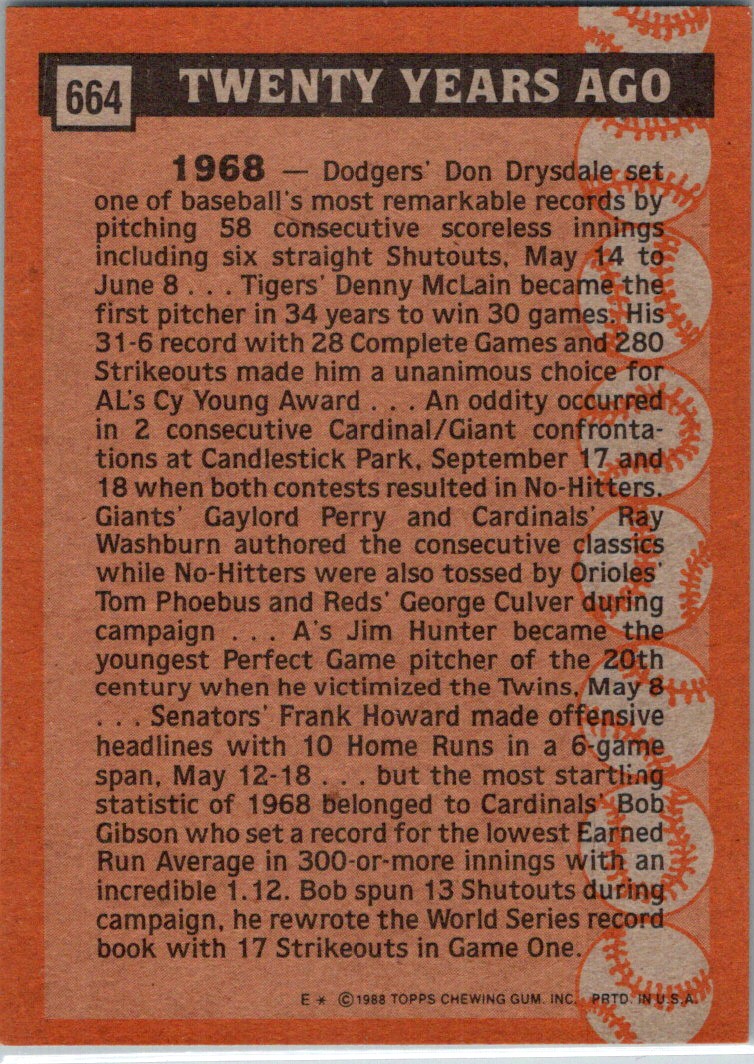 664 TWENTY YEARS AGO
1968 — Dodgers' Don Drysdale set
one of baseball's most remarkable records by
pitching 58 consecutive scoreless innings
including six straight Shutouts, May 14 to
June 8 . . . Tigers' Denny McLain became the
first pitcher in 34 years to win 30 games. His
31-6 record with 28 Complete Games and 280
Strikeouts made him a unanimous choice for
AL's Cy Young Award . . . An oddity occurred
in 2 consecutive Cardinal/Giant confronta-
tions at Candlestick Park, September 17 and
18 when both contests resulted in No-Hitters.
Giants' Gaylord Perry and Cardinals' Ray
Washburn authored the consecutive classics
while No-Hitters were also tossed by Orioles'
Tom Phoebus and Reds' George Culver during
campaign . . . A's Jim Hunter became the
youngest Perfect Game pitcher of the 20th
century when he victimized the Twins, May 8
. . . Senators' Frank Howard made offensive
headlines with 10 Home Runs in a 6-game
span, May 12-18 . . . but the most startling
statistic of 1968 belonged to Cardinals' Bob
Gibson who set a record for the lowest Earned
Run Average in 300-or-more innings with an
incredible 1.12. Bob spun 13 Shutouts during
campaign, he rewrote the World Series record
book with 17 Strikeouts in Game One.
E * ©1988 TOPPS CHEWING GUM, INC. PRTD. IN U.S.A.